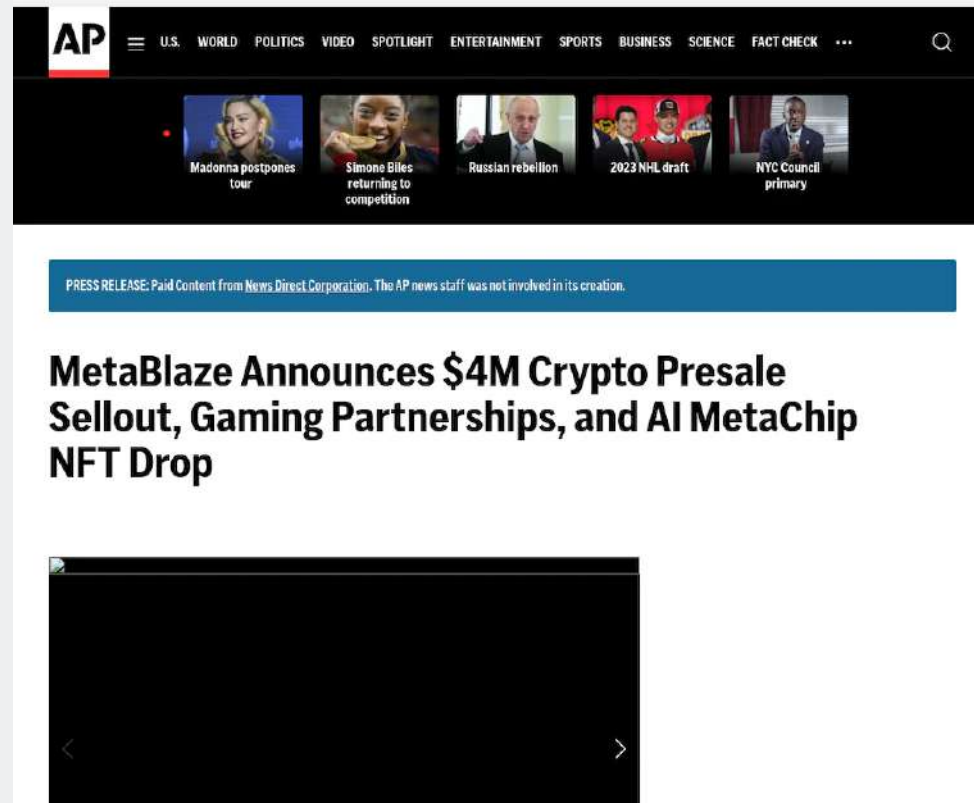 AP
U.S. WORLD POLITICS VIDEO SPOTLIGHT ENTERTAINMENT SPORTS BUSINESS SCIENCE FACT CHECK •••
Madonna postpones
tour
Simone Biles
returning to
competition
Russian rebellion
2023 NHL draft
NYC Council
primary
PRESS RELEASE: Paid Content from News Direct Corporation. The AP news staff was not involved in its creation.
MetaBlaze Announces $4M Crypto Presale
Sellout, Gaming Partnerships, and AI MetaChip
NFT Drop